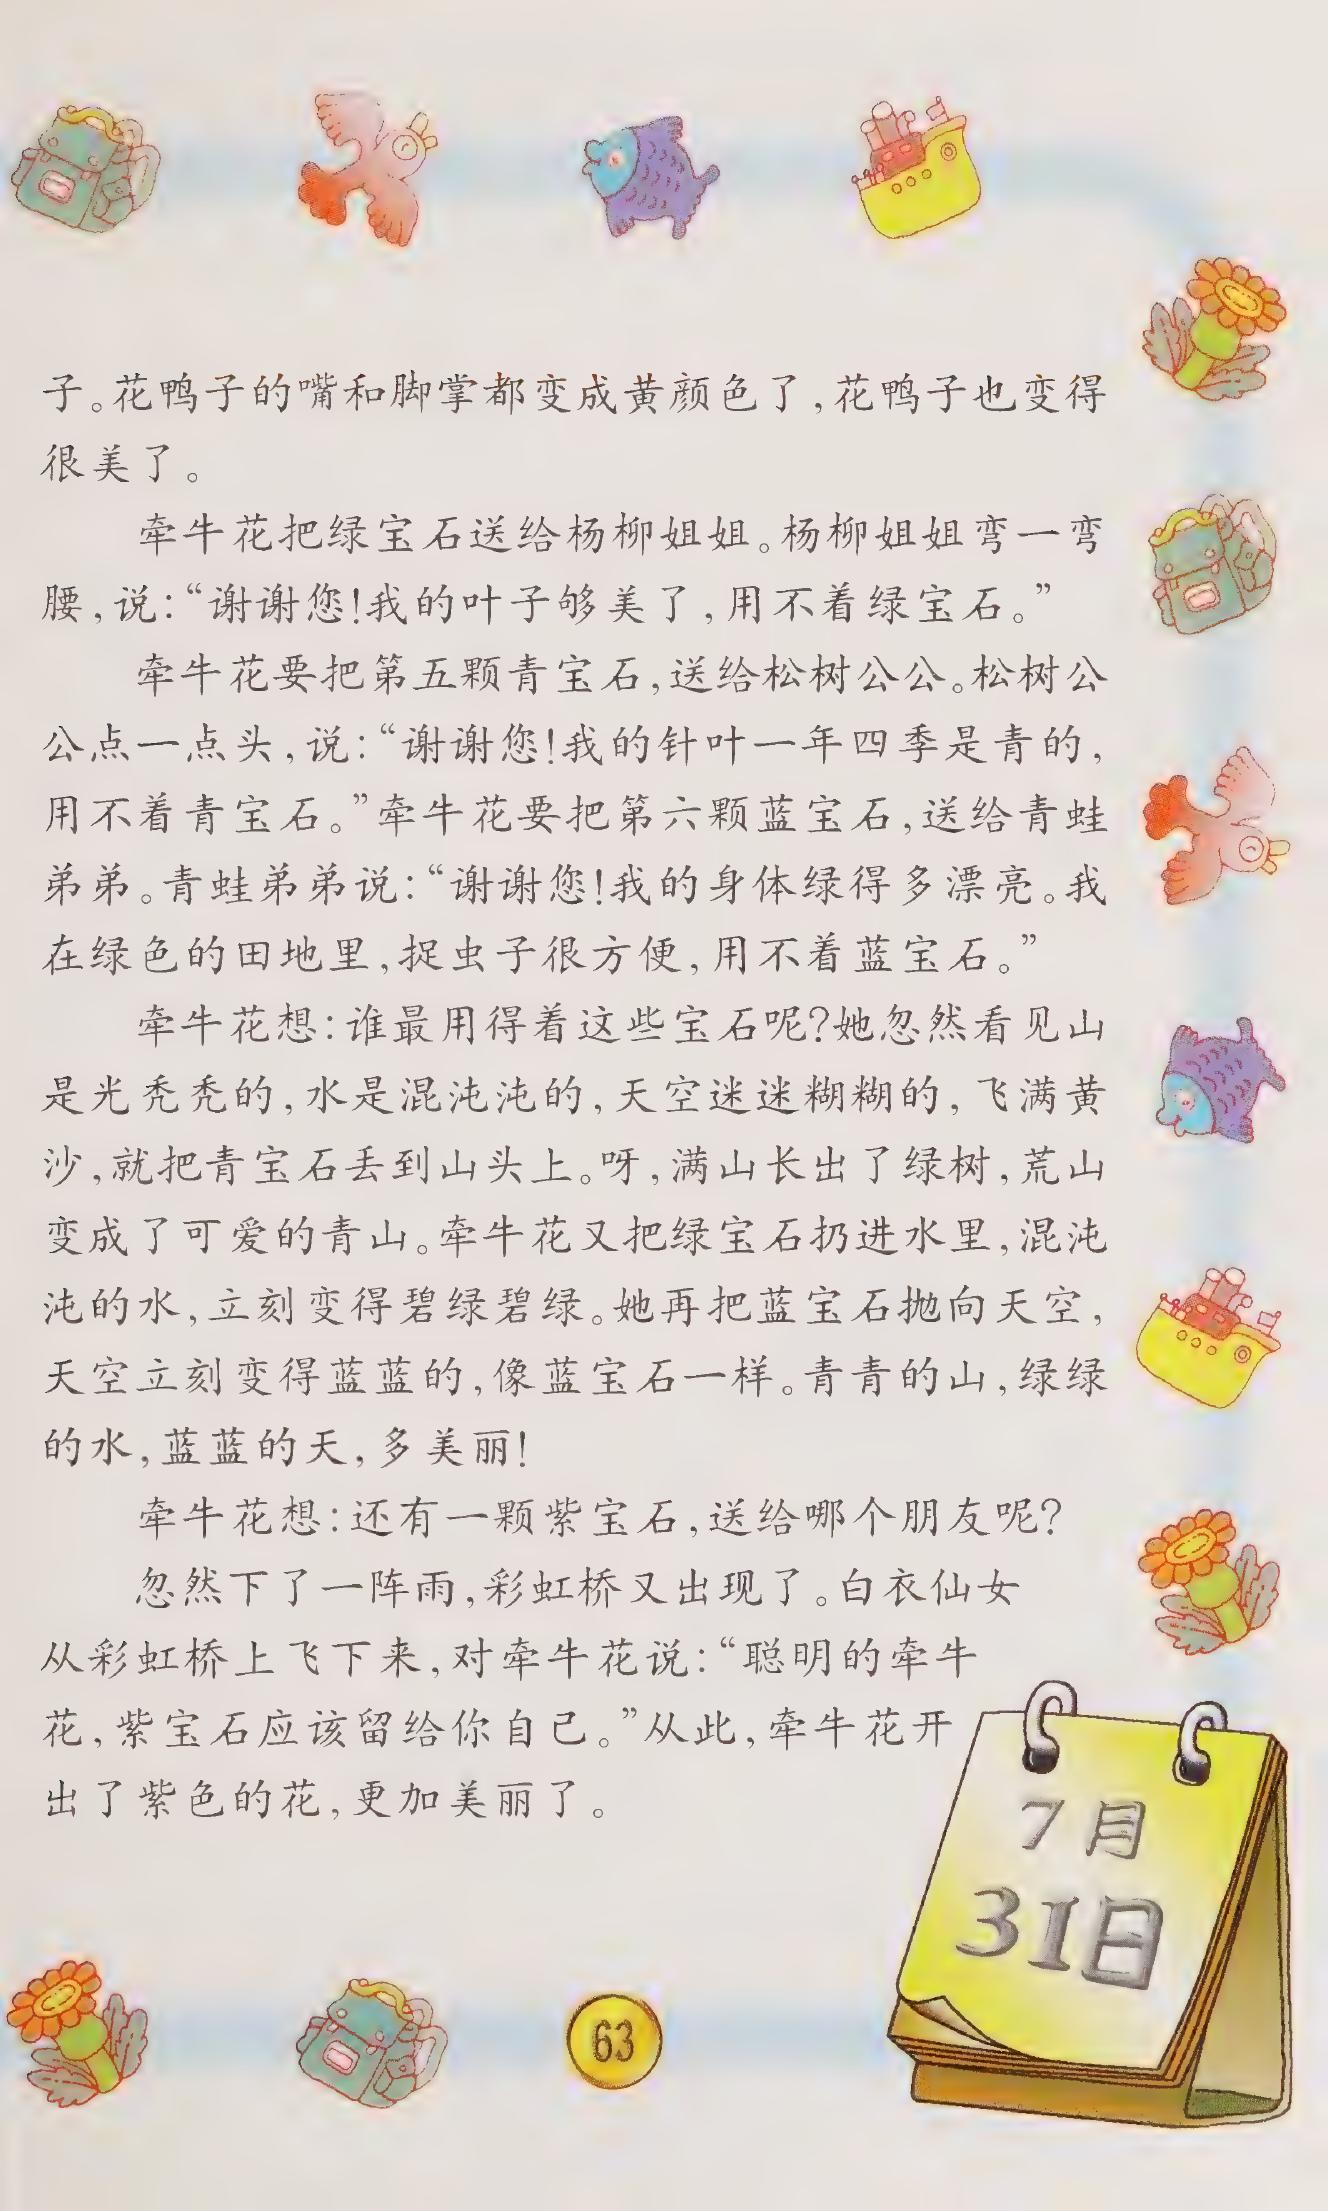 子。花鸭子的嘴和脚掌都变成黄颜色了,花鸭子也变得
很美了。
牵牛花把绿宝石送给杨柳姐姐。杨柳姐姐弯一弯
腰,说:“谢谢您!我的叶子够美了,用不着绿宝石。”
牵牛花要把第五颗青宝石,送给松树公公。松树公
公点一点头,说:“谢谢您!我的针叶一年四季是青的,
用不着青宝石。”牵牛花要把第六颗蓝宝石,送给青蛙
弟弟。青蛙弟弟说:“谢谢您!我的身体绿得多漂亮。我
在绿色的田地里,捉虫子很方便,用不着蓝宝石。”
牵牛花想:谁最用得着这些宝石呢?她忽然看见山
是光秃秃的,水是混沌沌的,天空迷迷糊糊的,飞满黄
沙,就把青宝石丢到山头上。呀,满山长出了绿树,荒山
变成了可爱的青山。牵牛花又把绿宝石扔进水里,混沌
沌的水,立刻变得碧绿碧绿。她再把蓝宝石抛向天空,
天空立刻变得蓝蓝的,像蓝宝石一样。青青的山,绿绿
的水,蓝蓝的天,多美丽!
牵牛花想:还有一颗紫宝石,送给哪个朋友呢?
忽然下了一阵雨,彩虹桥又出现了。白衣仙女
从彩虹桥上飞下来,对牵牛花说:“聪明的牵牛
花,紫宝石应该留给你自己。”从此,牵牛花开
出了紫色的花,更加美丽了。
7月
31日
63